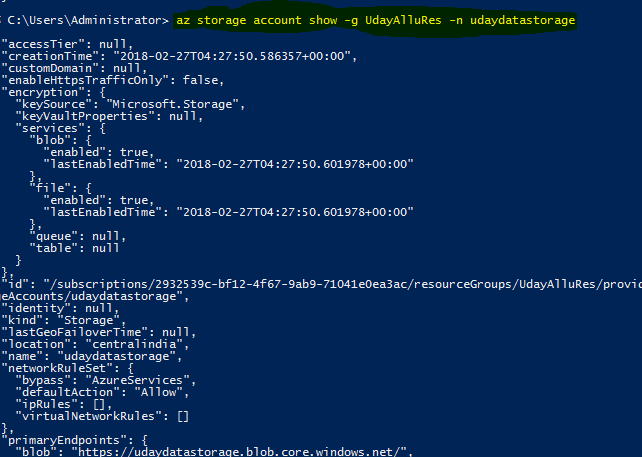 C:\Users\Administrator> az storage account show -g UdayAlluRes -n udaydatastorage
"accessTier": null,
"creationTime": "2018-02-27T04:27:50.586357+00:00",
"customDomain": null,
"enableHttpsTrafficOnly": false,
"encryption": {
"keySource": "Microsoft.Storage",
"keyVaultProperties": null,
"services": {
"blob": {
"enabled": true,
"lastEnabledTime": "2018-02-27T04:27:50.601978+00:00"
},
"file": {
"enabled": true,
"lastEnabledTime": "2018-02-27T04:27:50.601978+00:00"
},
"queue": null,
"table": null
}
},
"id": "/subscriptions/2932539c-bf12-4f67-9ab9-71041e0ea3ac/resourceGroups/UdayAlluRes/provic
geAccounts/udaydatastorage",
"identity": null,
"kind": "Storage",
"lastGeoFailoverTime": null,
"location": "centralindia",
"name": "udaydatastorage",
"networkRuleSet": {
"bypass": "AzureServices",
"defaultAction": "Allow",
"ipRules": [],
"virtualNetworkRules": []
},
"primaryEndpoints": {
"blob": "https://udaydatastorage.blob.core.windows.net/",